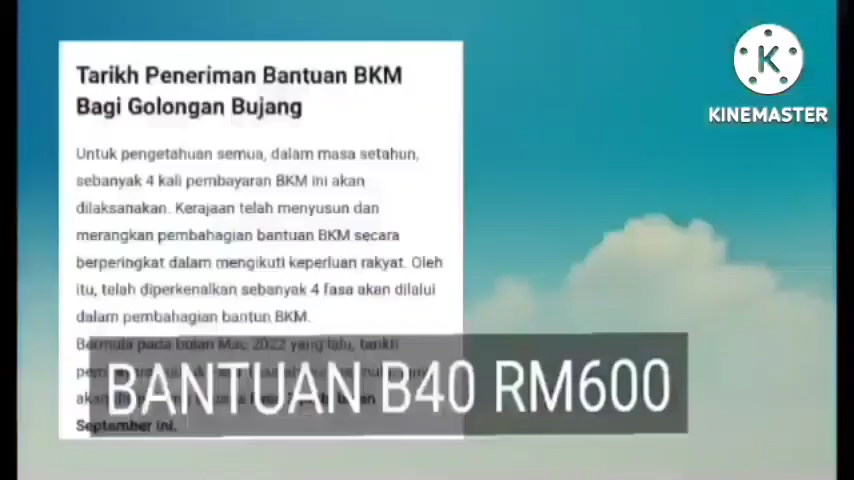 Tarikh Peneriman Bantuan BKM
Bagi Golongan Bujang
Untuk pengetahuan semua, dalam masa setahun,
sebanyak 4 kali pembayaran BKM ini akan
dilaksanakan. Kerajaan telah menyusun dan
merangkan pembahagian bantuan BKM secara
berperingkat dalam mengikuti keperluan rakyat. Oleh
itu, telah diperkenalkan sebanyak 4 fasa akan dilalui
dalam pembahagian bantun BKM.
Bermula pada bulan Mac 2022 yang lalu,
BANTUAN B40 RM600
September ini.
K
KINEMASTER